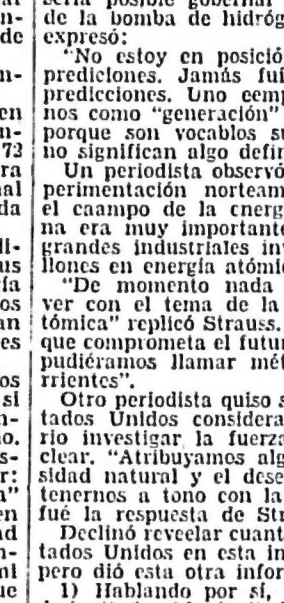 sería posible gobernar
de la bomba de hidróg
expresó:
"No estoy en posició
prediciones. Jamás fui
predicciones. Uno eemp
nos como "generación"
porque son vocablos su
no significan algo defin
Un periodista observó
perimentación norteam
el caampo de la energ
na era muy importante
grandes industriales inv
llones en energía atómic
"De momento nada
ver con el tema de la
tómica" replicó Strauss.
que comprometa el futur
pudiéramos llamar mét
rrientes".
Otro periodista quiso s
tados Unidos considera
rio investigar la fuerza
clear. "Atribuyamos alg
sidad natural y el dese
tenernos a tono con la
fué la respuesta de Str
Declinó reveelar cuant
tados Unidos en esta in
pero dió esta otra infor
1) Hablando por sí,